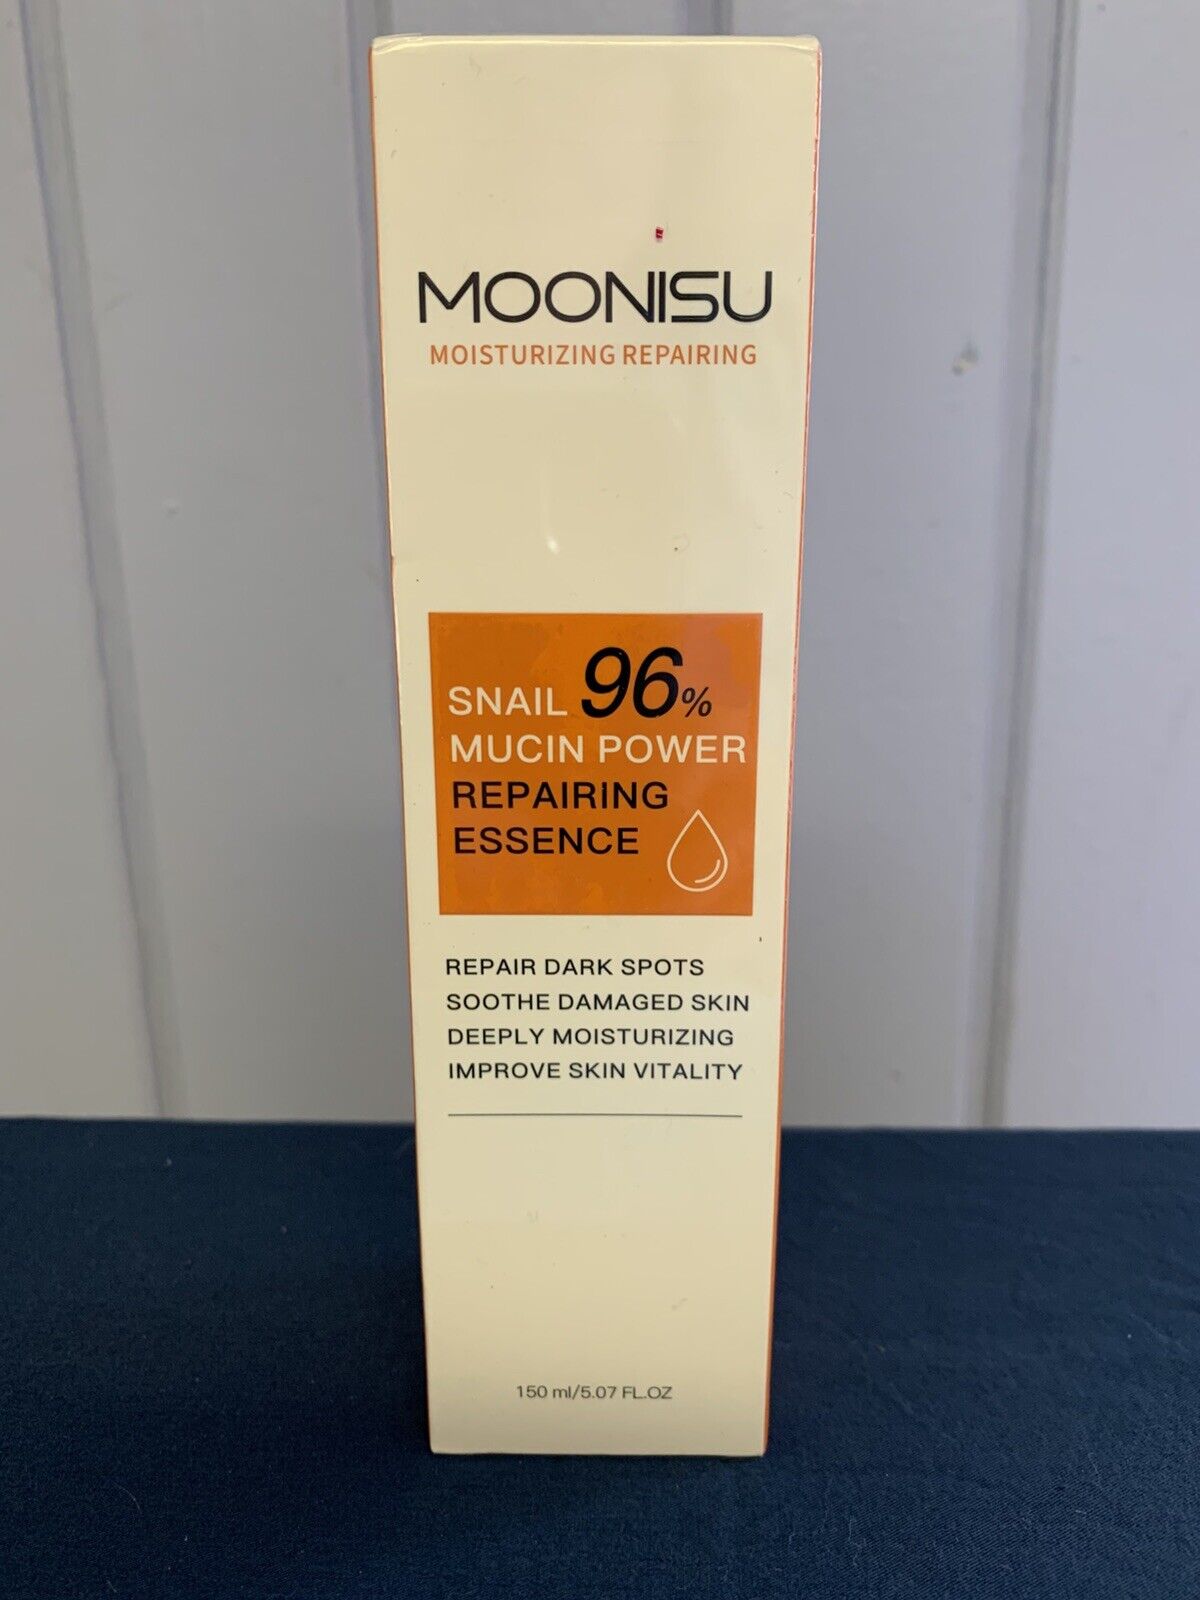 MOONISU
MOISTURIZING REPAIRING
SNAIL 96%
MUCIN POWER
REPAIRING
ESSENCE
REPAIR DARK SPOTS
SOOTHE DAMAGED SKIN
DEEPLY MOISTURIZING
IMPROVE SKIN VITALITY
150 ml/5.07 FL.OZ